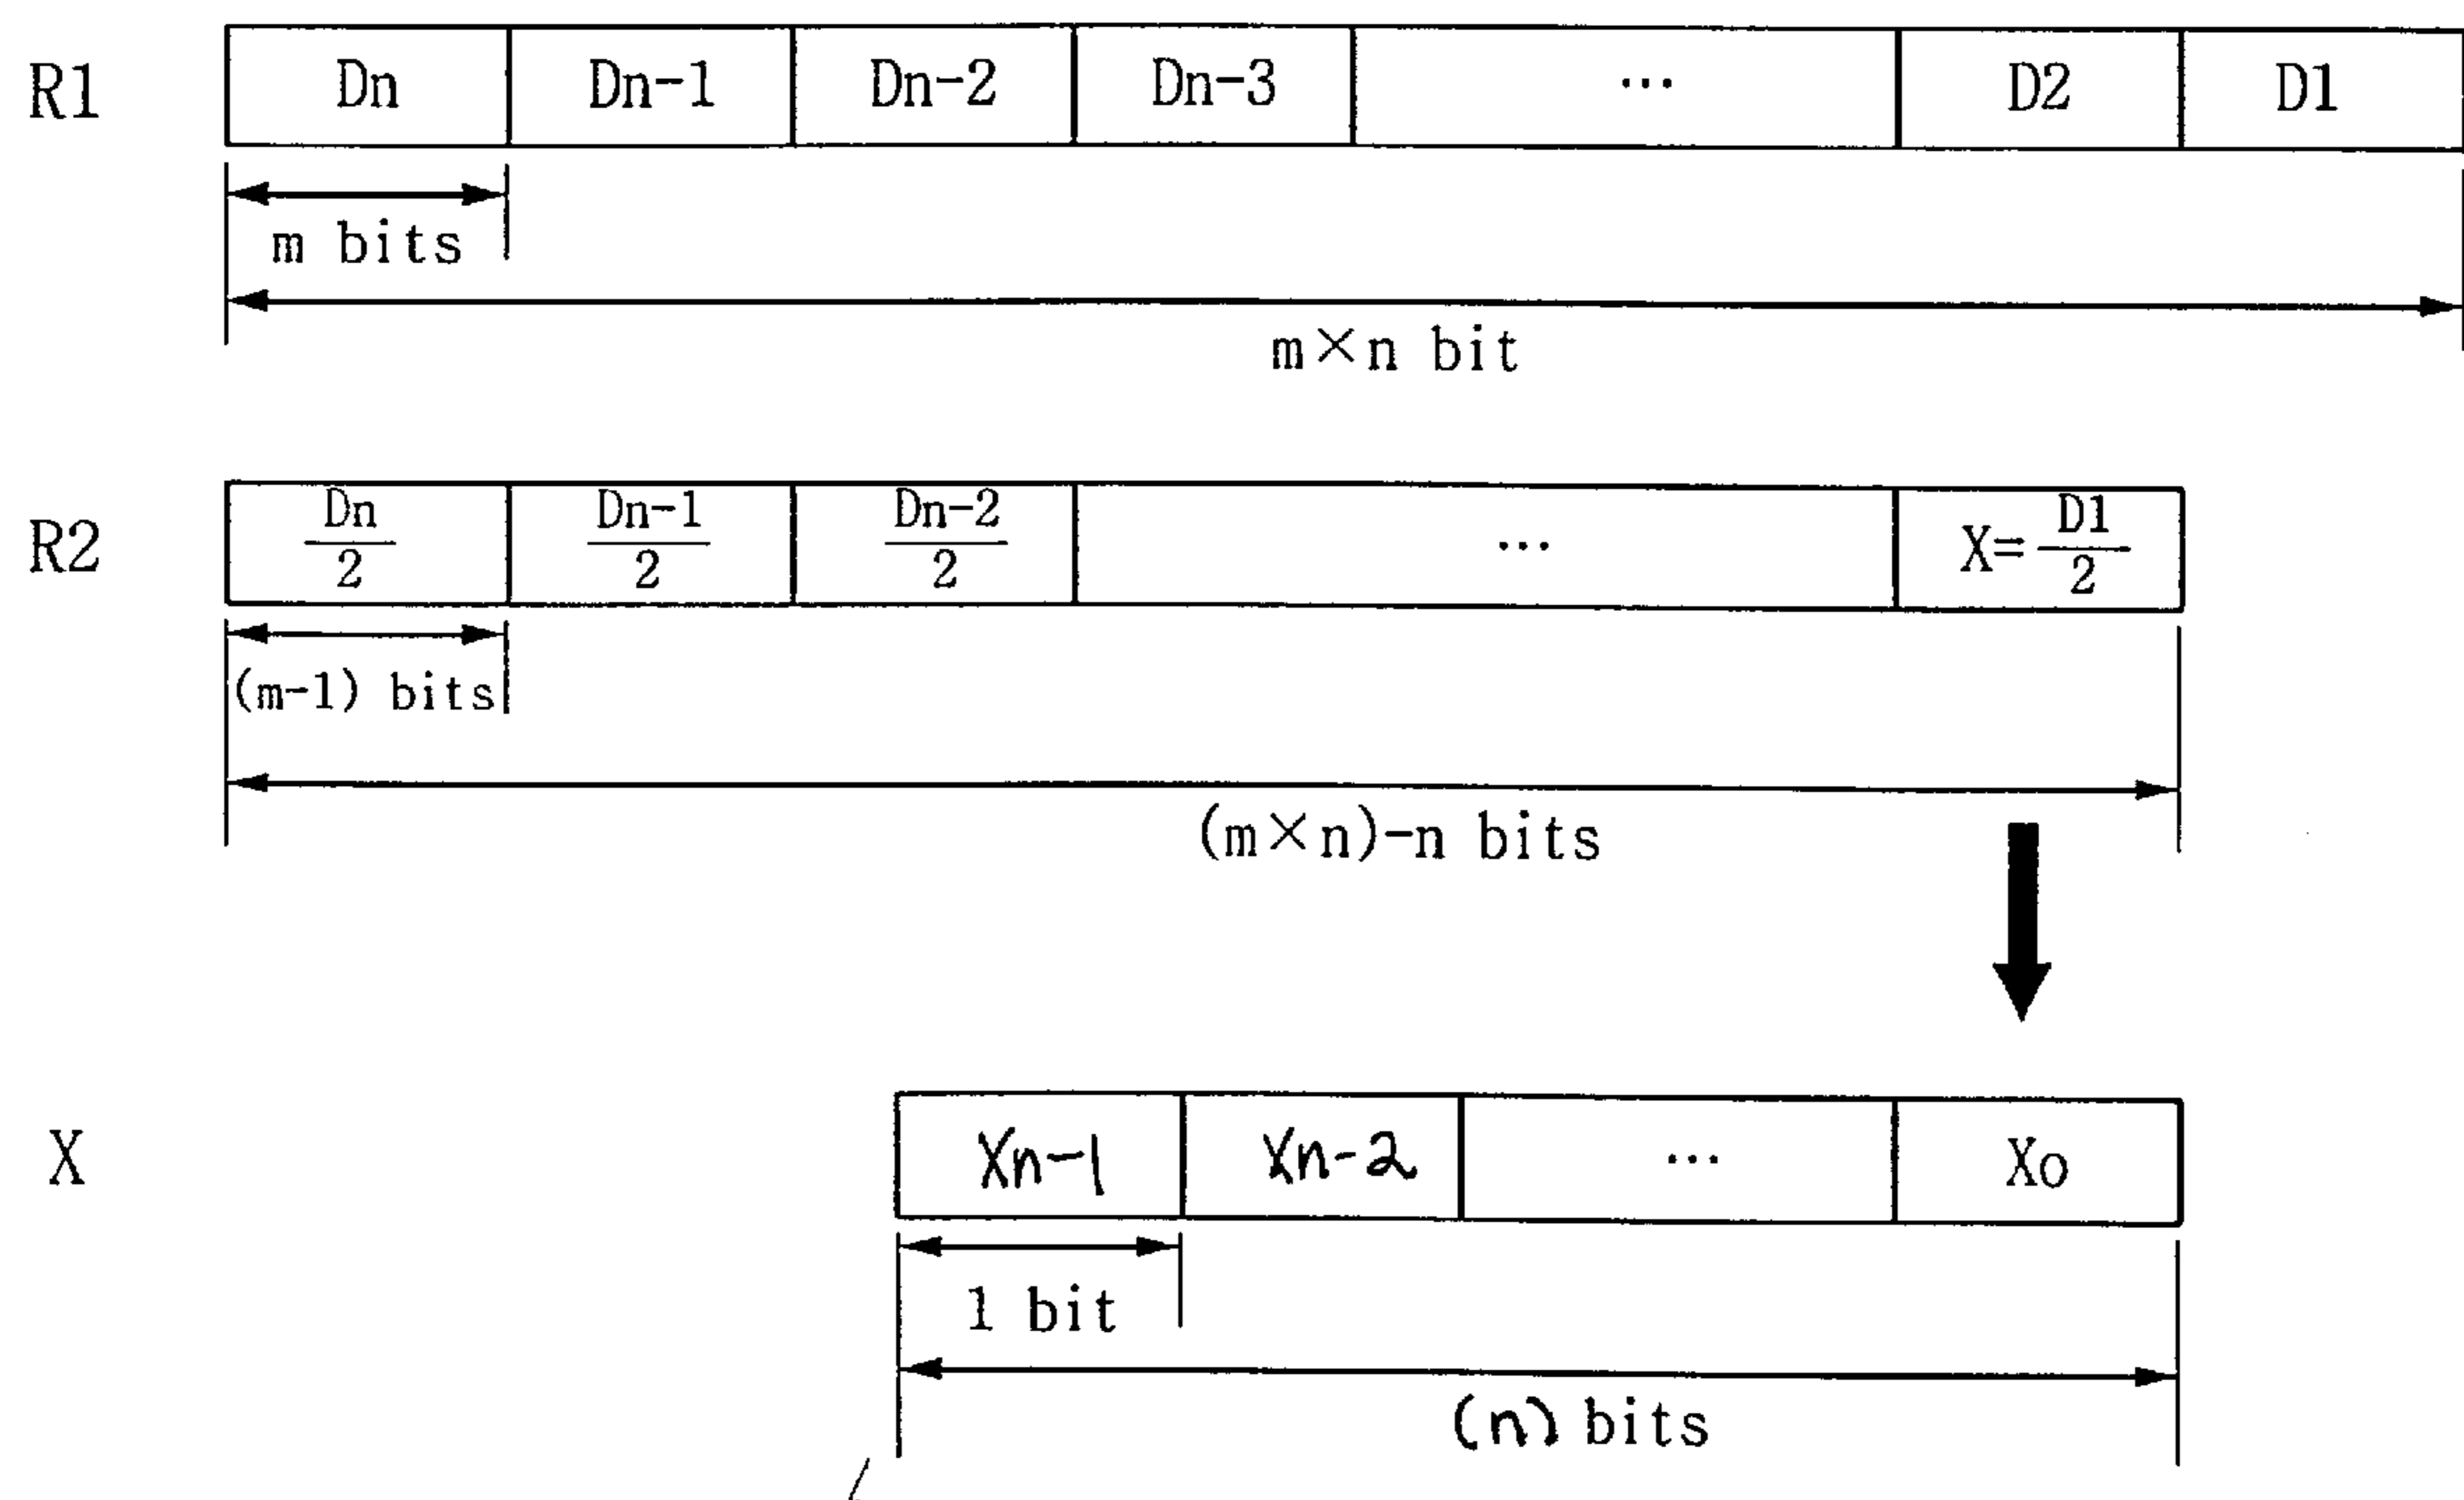 R1 Dn Dn-1 Dn-2 Dn-3 ... D2 D1
m bits
m×n bit
R2 Dn/2 Dn-1/2 Dn-2/2 ... X=D1/2
(m-1) bits
(m×n)-n bits
X Xn-1 Xn-2 ... Xo
1 bit
(n) bits